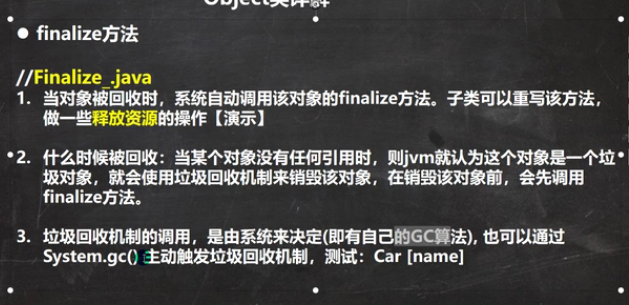 Object类详解
● finalize方法
//Finalize_.java
1. 当对象被回收时，系统自动调用该对象的finalize方法。子类可以重写该方法，
做一些释放资源的操作【演示】
2. 什么时候被回收：当某个对象没有任何引用时，则jvm就认为这个对象是一个垃
圾对象，就会使用垃圾回收机制来销毁该对象，在销毁该对象前，会先调用
finalize方法。
3. 垃圾回收机制的调用，是由系统来决定(即有自己的GC算法), 也可以通过
System.gc() 主动触发垃圾回收机制，测试：Car [name]